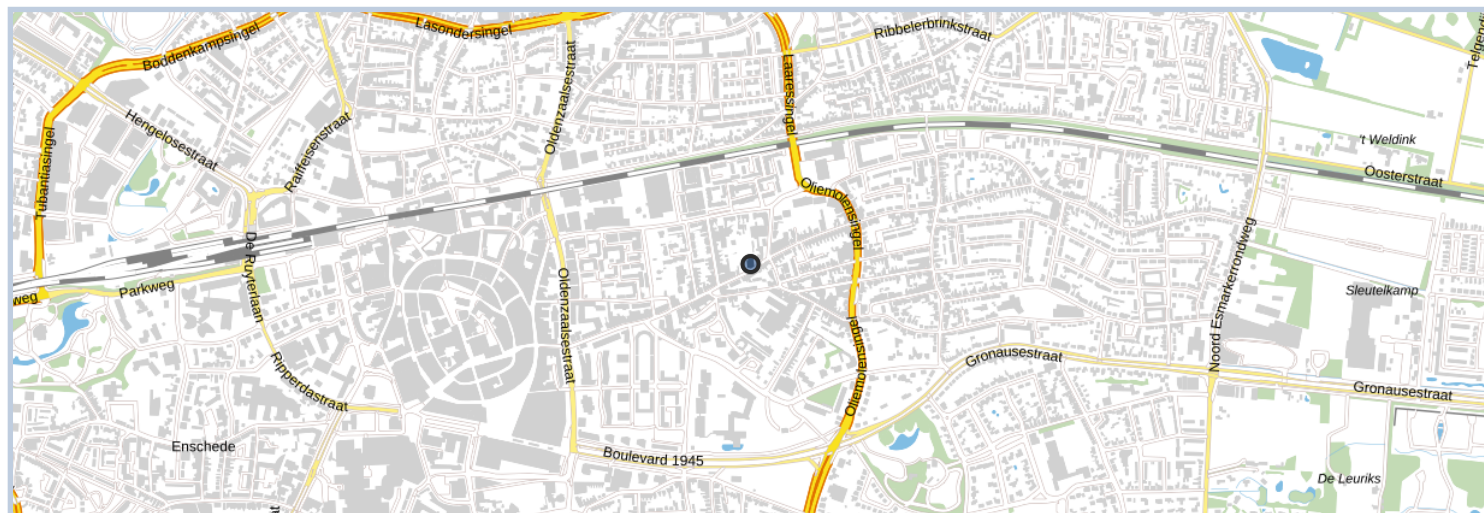 Lasondersingel
Ribbelerbrinkstraat
Boddenkampsingel
Oldenzaalsestraat
Laaressingel
Hengelosestraat
Raiffeisenstraat
't Weldink
Tubantiasingel
Oosterstraat
Oliemolensingel
De Ruyterlaan
Noord Esmarkerrondweg
Parkweg
weg
Oldenzaalsestraat
Sleutelkamp
Oliemolensingel
Ripperdastraat
Gronausestraat
Gronausestraat
Enschede
Boulevard 1945
De Leuriks